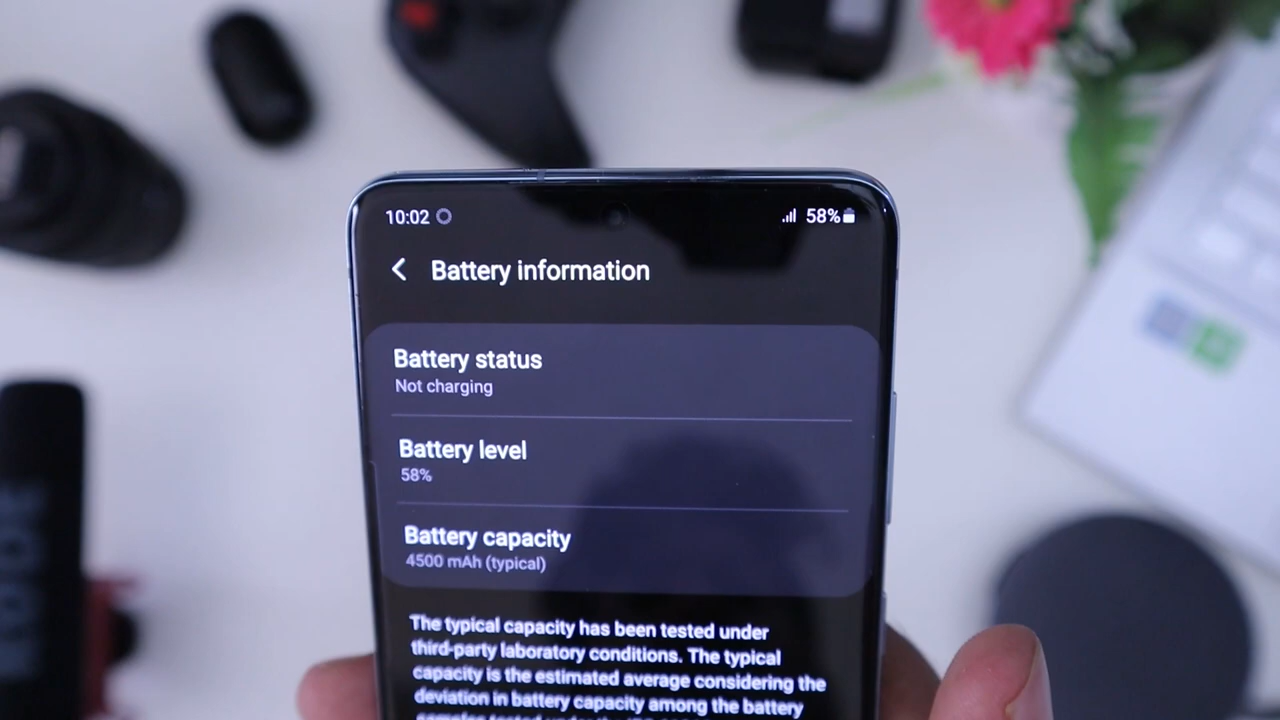 10:02 58%
Battery information
Battery status
Not charging
Battery level
58%
Battery capacity
4500 mAh (typical)
The typical capacity has been tested under
third-party laboratory conditions. The typical
capacity is the estimated average considering the
deviation in battery capacity among the battery